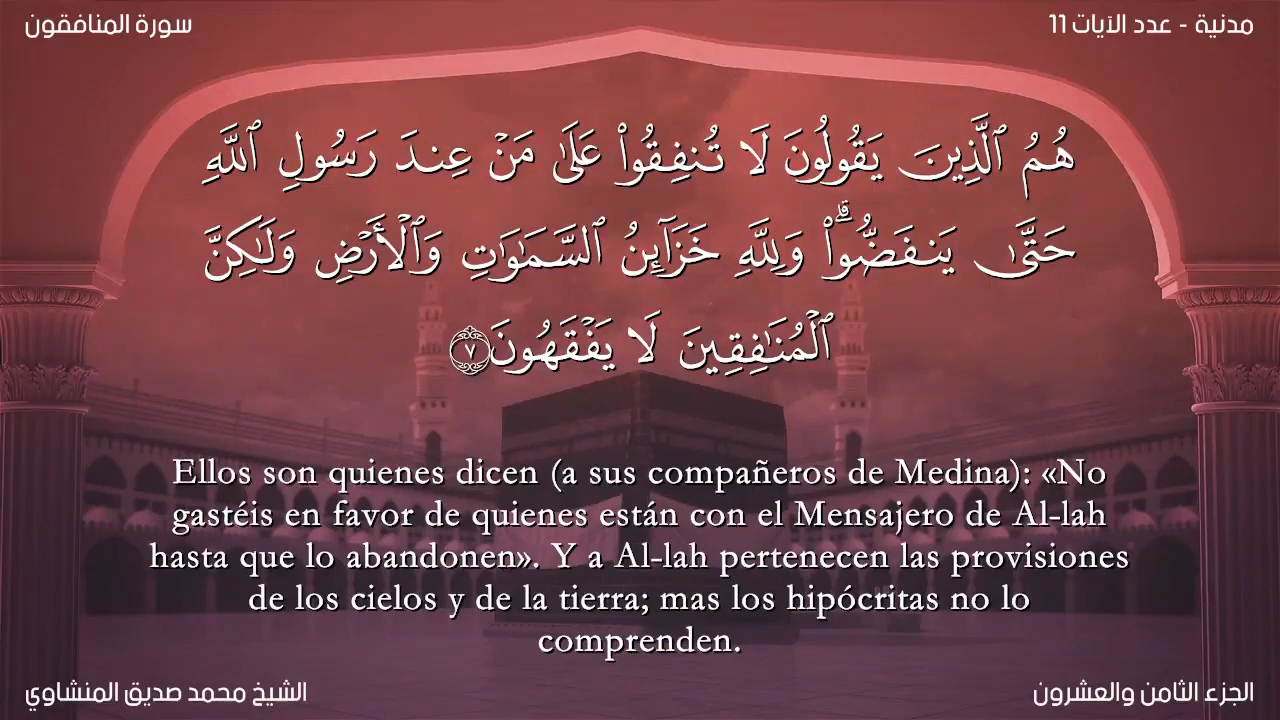 مدنية - عدد الآيات 11
سورة المنافقون
هُمُ ٱلَّذِينَ يَقُولُونَ لَا تُنفِقُوا۟ عَلَىٰ مَنْ عِندَ رَسُولِ ٱللَّهِ
حَتَّىٰ يَنفَضُّوا۟ ۗ وَلِلَّهِ خَزَآئِنُ ٱلسَّمَـٰوَٰتِ وَٱلْأَرْضِ وَلَـٰكِنَّ
ٱلْمُنَـٰفِقِينَ لَا يَفْقَهُونَ ٧
Ellos son quienes dicen (a sus compañeros de Medina): «No
gastéis en favor de quienes están con el Mensajero de Al-lah
hasta que lo abandonen». Y a Al-lah pertenecen las provisiones
de los cielos y de la tierra; mas los hipócritas no lo
comprenden.
الجزء الثامن والعشرون
الشيخ محمد صديق المنشاوي